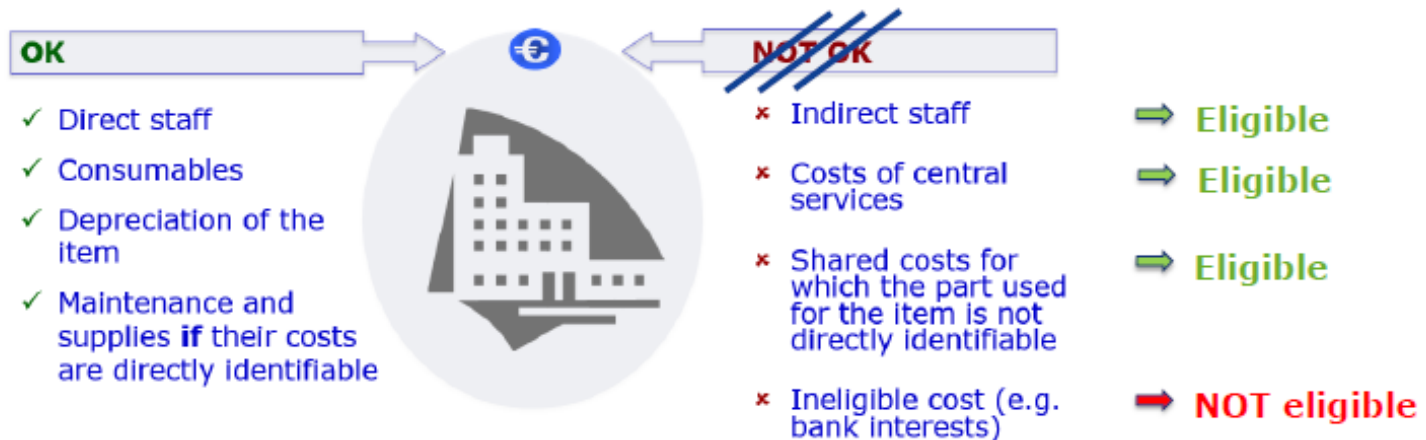 OK
✓ Direct staff
✓ Consumables
✓ Depreciation of the
item
✓ Maintenance and
supplies if their costs
are directly identifiable
€
NOT OK
× Indirect staff
Eligible
× Costs of central
services
Eligible
× Shared costs for
which the part used
for the item is not
directly identifiable
Eligible
× Ineligible cost (e.g.
bank interests)
NOT eligible